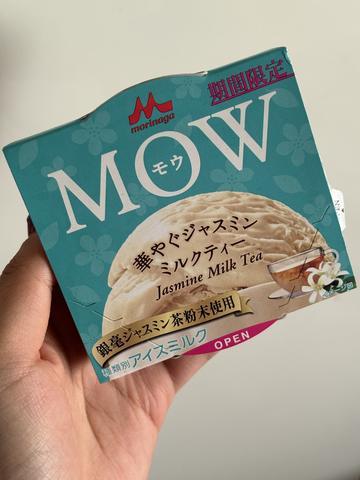 期間限定
morinaga
MOW
モウ
華やぐジャスミン
ミルクティー
Jasmine Milk Tea
銀毫ジャスミン茶粉末使用
種類別 アイスミルク
OPEN